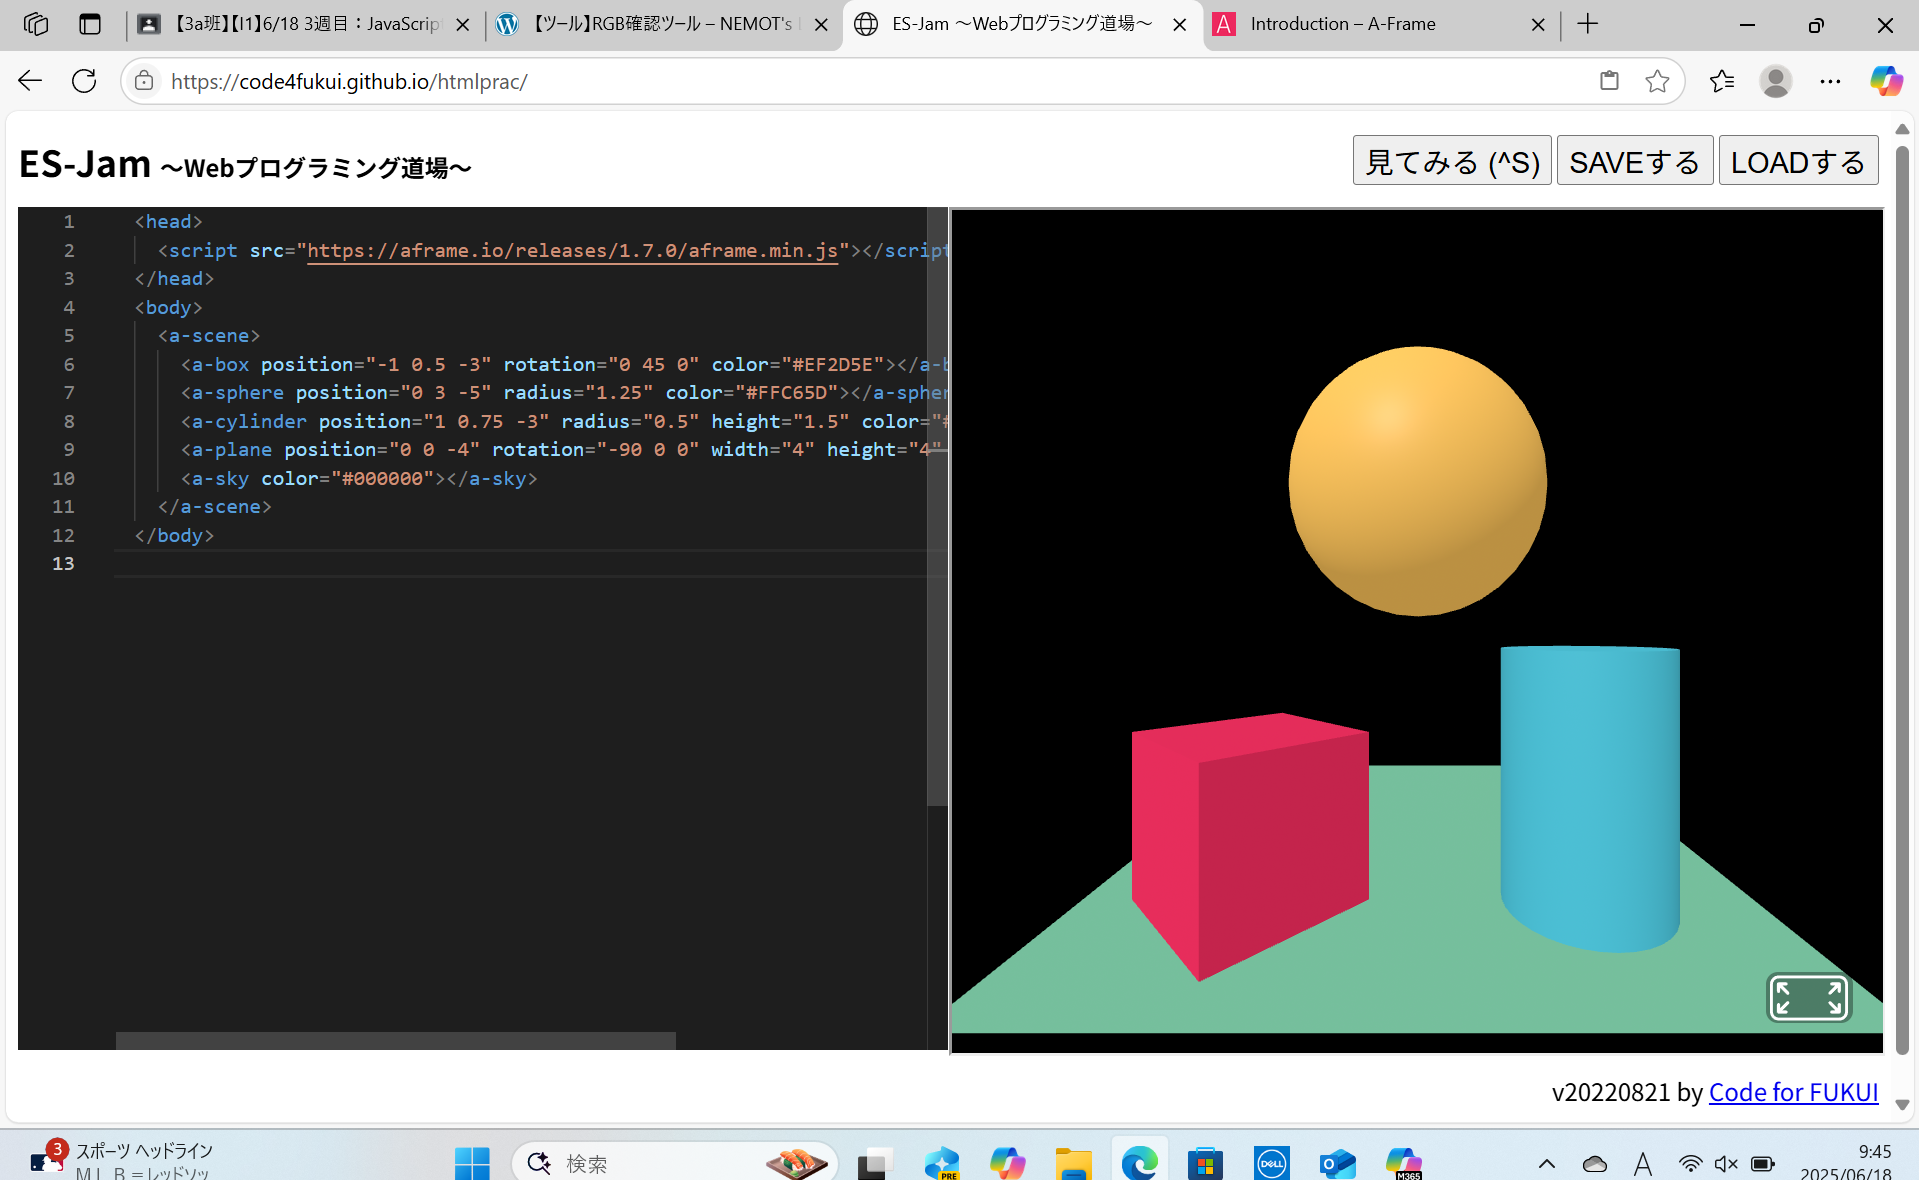 【3a班】【I1】6/18 3週目：JavaScrip
【ツール】RGB確認ツール – NEMOT's
ES-Jam ～Webプログラミング道場～
Introduction – A-Frame
https://code4fukui.github.io/htmlprac/
ES-Jam ～Webプログラミング道場～
見てみる (^S)
SAVEする
LOADする
1 <head>
2 <script src="https://aframe.io/releases/1.7.0/aframe.min.js"></script
3 </head>
4 <body>
5 <a-scene>
6 <a-box position="-1 0.5 -3" rotation="0 45 0" color="#EF2D5E"></a-b
7 <a-sphere position="0 3 -5" radius="1.25" color="#FFC65D"></a-spher
8 <a-cylinder position="1 0.75 -3" radius="0.5" height="1.5" color="#
9 <a-plane position="0 0 -4" rotation="-90 0 0" width="4" height="4"
10 <a-sky color="#000000"></a-sky>
11 </a-scene>
12 </body>
13
v20220821 by Code for FUKUI
3
スポーツ ヘッドライン
ＭＬＢ＝レッドソッ
検索
PRE
DELL
M365
A
9:45
2025/06/18